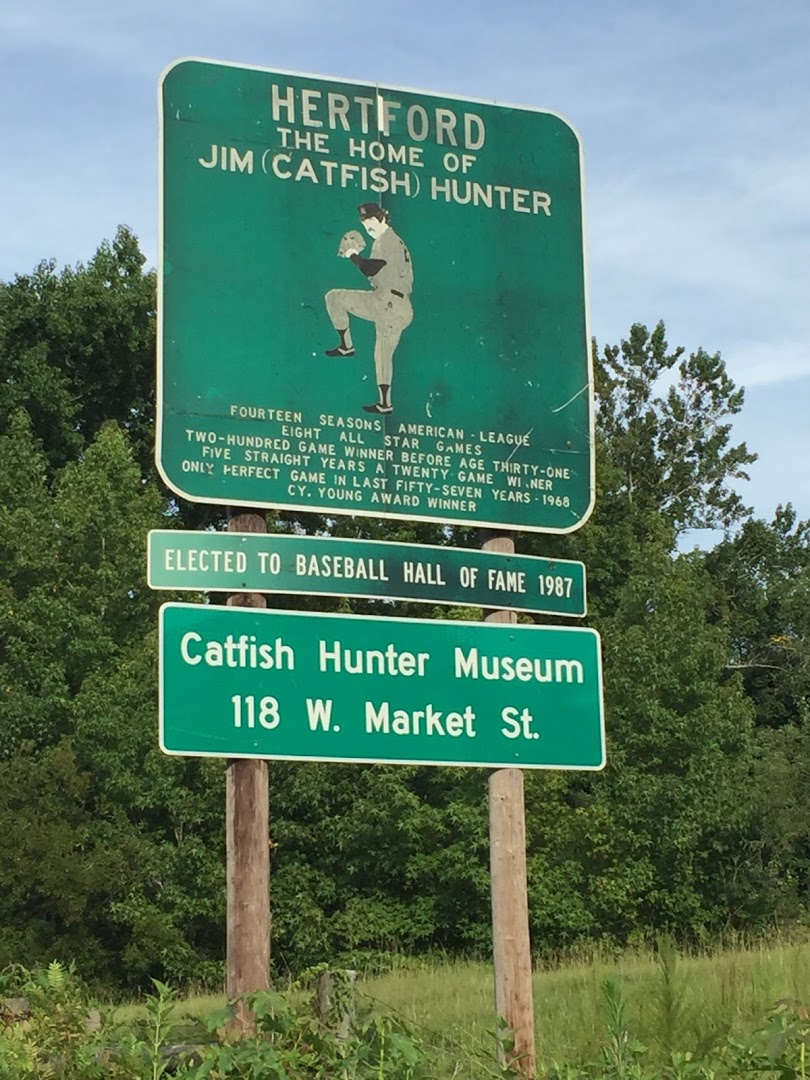 HERTFORD
THE HOME OF
JIM (CATFISH) HUNTER
FOURTEEN SEASONS AMERICAN LEAGUE
EIGHT ALL STAR GAMES
TWO-HUNDRED GAME WINNER BEFORE AGE THIRTY-ONE
FIVE STRAIGHT YEARS A TWENTY GAME WINNER
ONLY PERFECT GAME IN LAST FIFTY-SEVEN YEARS - 1968
CY. YOUNG AWARD WINNER
ELECTED TO BASEBALL HALL OF FAME 1987
Catfish Hunter Museum
118 W. Market St.